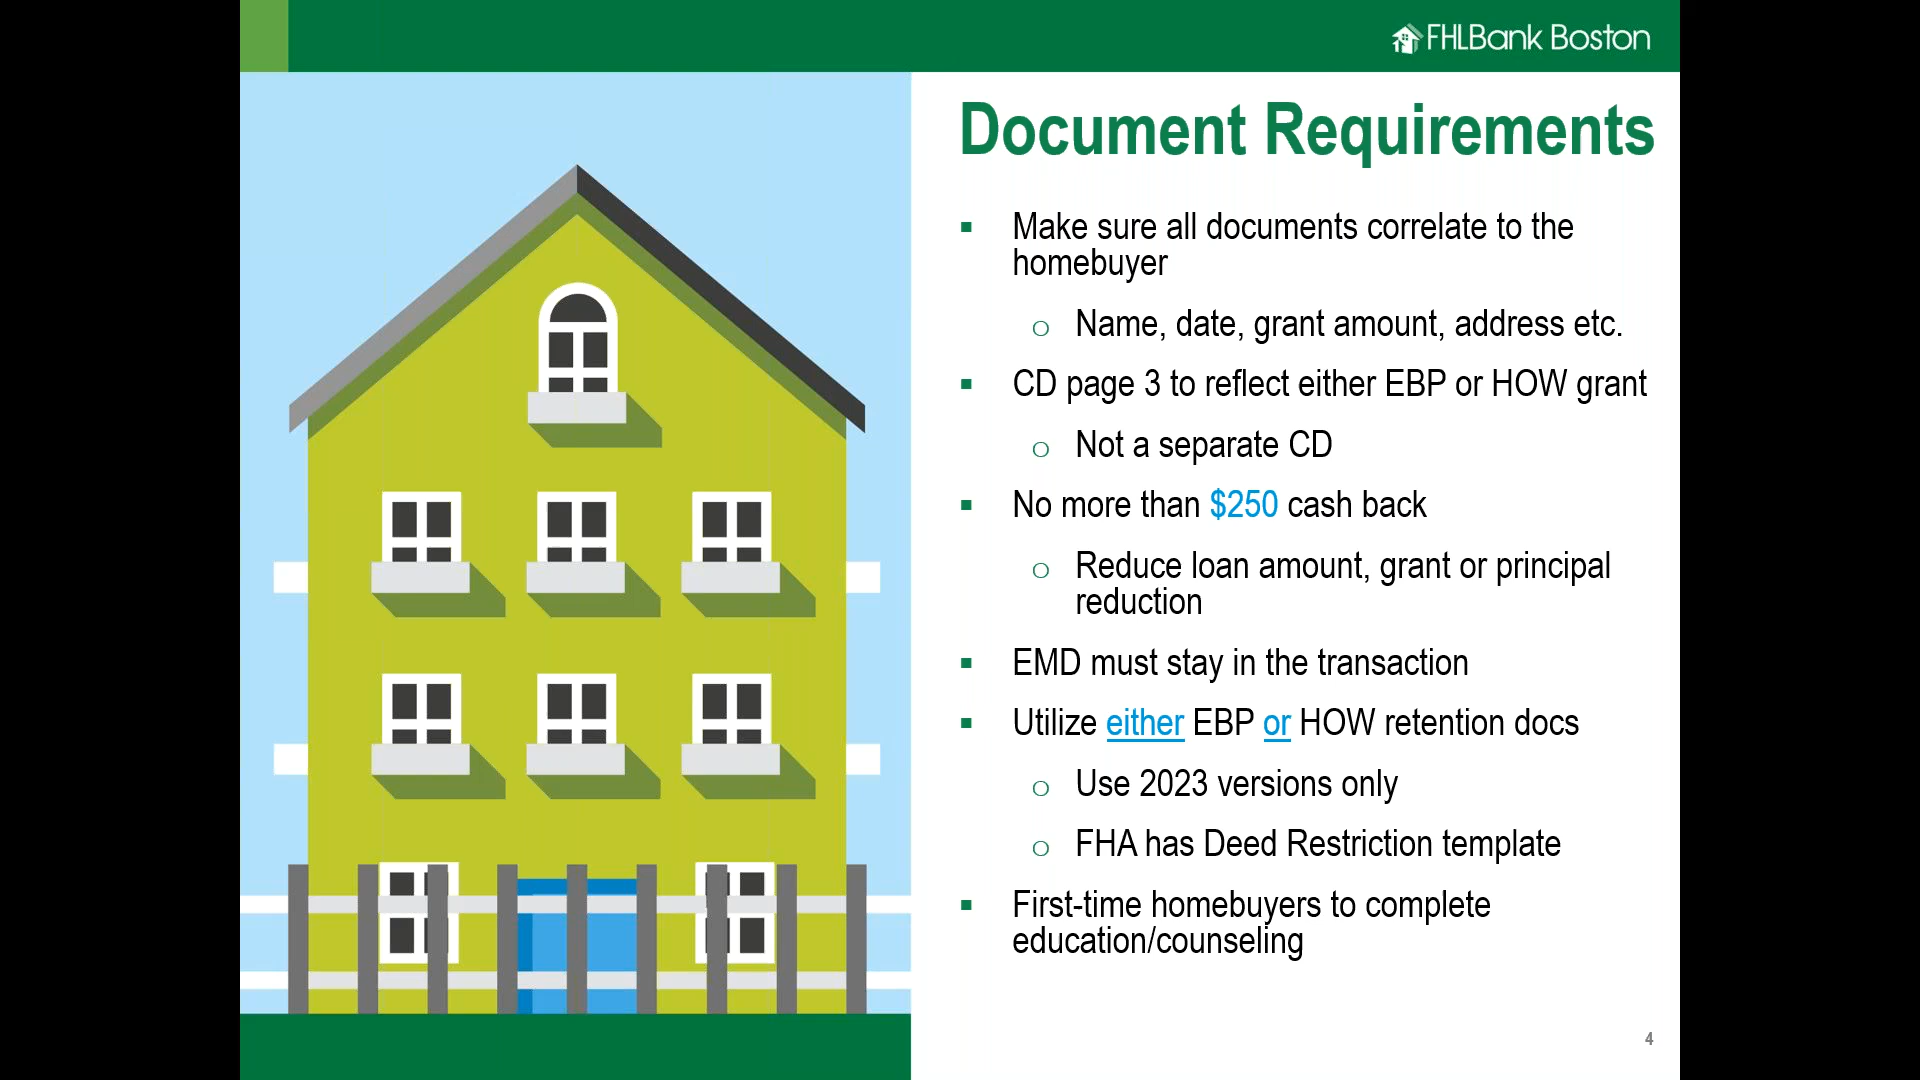 FHLBank Boston
Document Requirements
▪ Make sure all documents correlate to the
homebuyer
o Name, date, grant amount, address etc.
▪ CD page 3 to reflect either EBP or HOW grant
o Not a separate CD
▪ No more than $250 cash back
o Reduce loan amount, grant or principal
reduction
▪ EMD must stay in the transaction
▪ Utilize either EBP or HOW retention docs
o Use 2023 versions only
o FHA has Deed Restriction template
▪ First-time homebuyers to complete
education/counseling
4